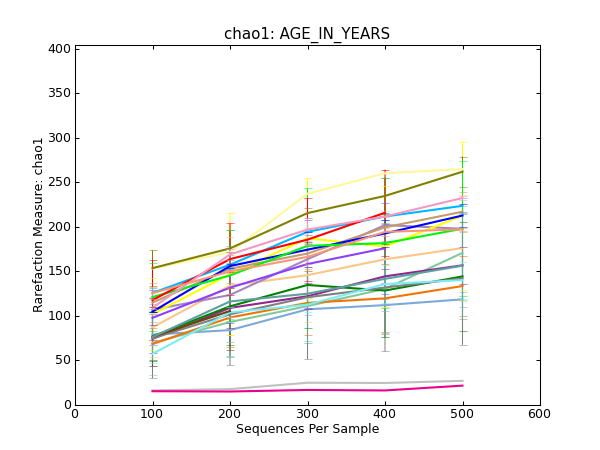 chao1: AGE_IN_YEARS
Rarefaction Measure: chao1
400
350
300
250
200
150
100
50
0
0 100 200 300 400 500 600
Sequences Per Sample